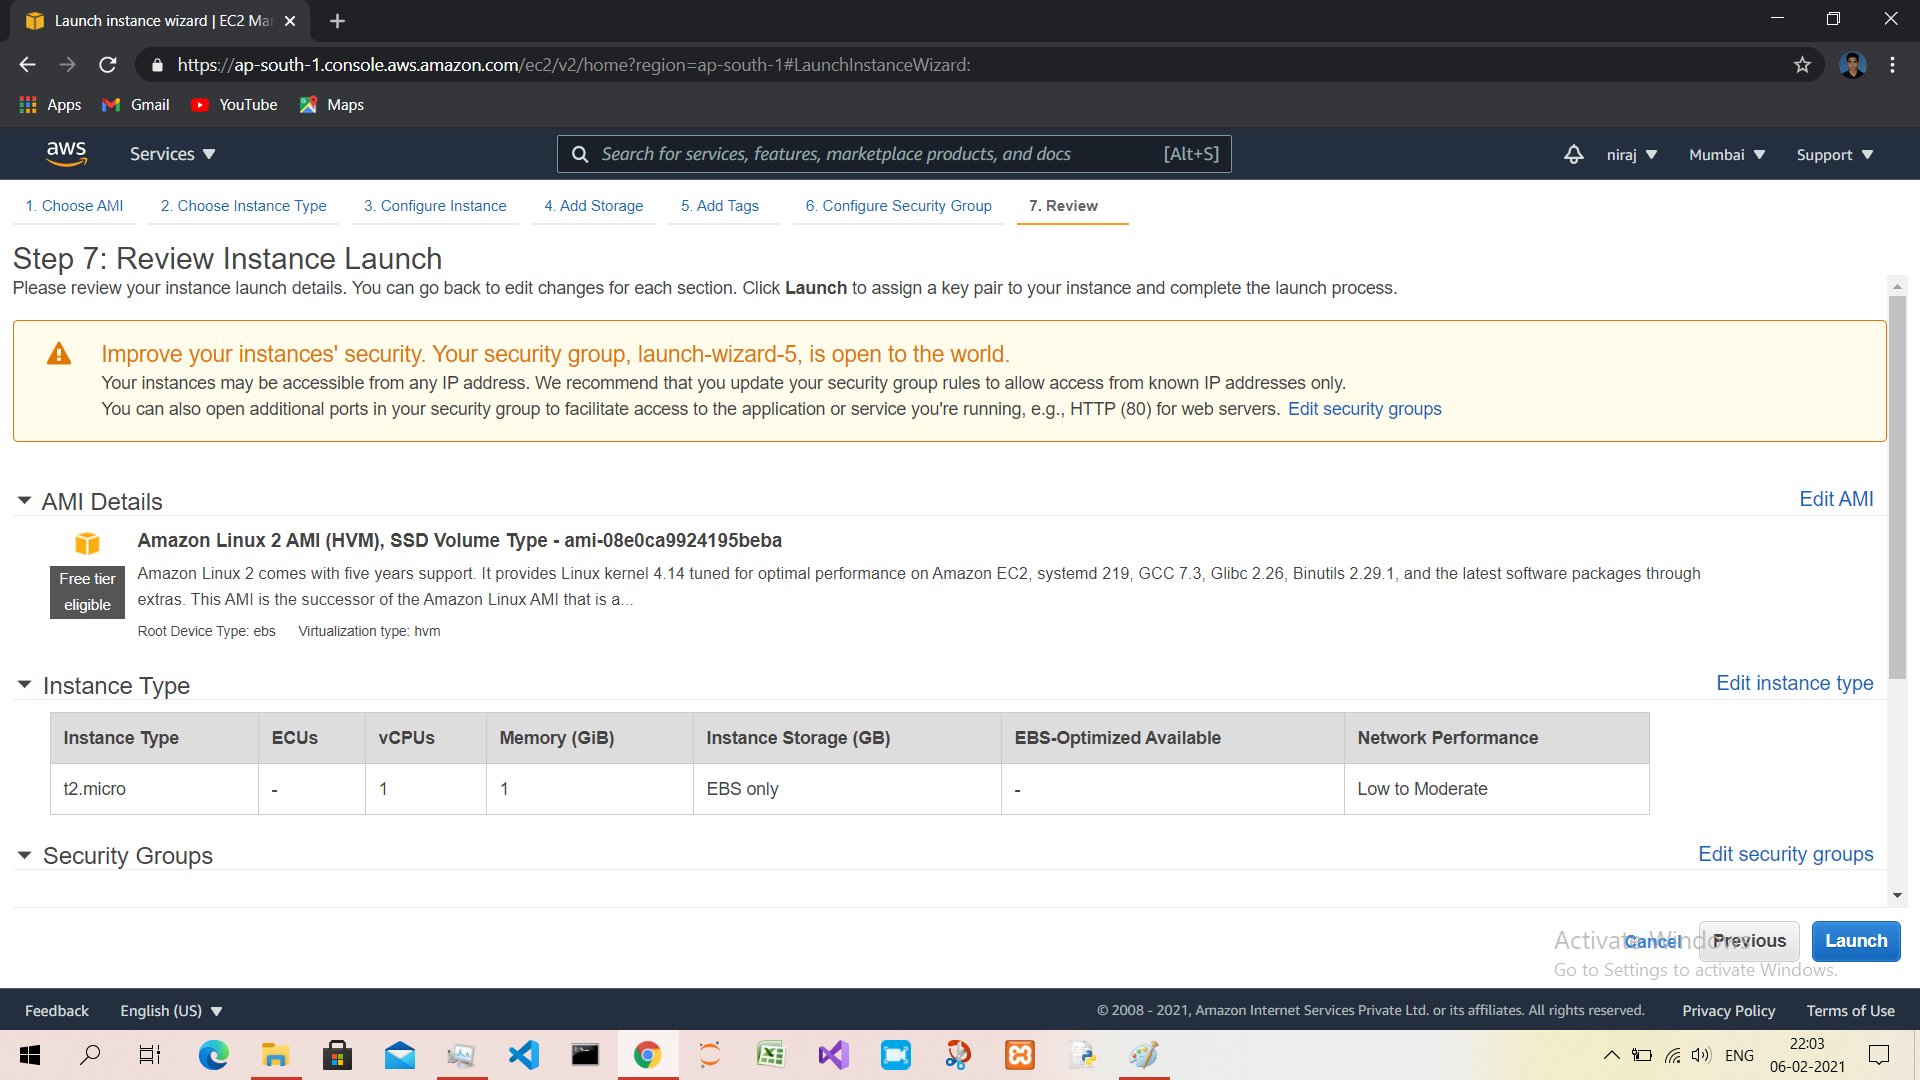 Launch instance wizard | EC2 Mar
https://ap-south-1.console.aws.amazon.com/ec2/v2/home?region=ap-south-1#LaunchInstanceWizard:
Apps Gmail YouTube Maps
aws Services Search for services, features, marketplace products, and docs [Alt+S] niraj Mumbai Support
1. Choose AMI 2. Choose Instance Type 3. Configure Instance 4. Add Storage 5. Add Tags 6. Configure Security Group 7. Review
Step 7: Review Instance Launch
Please review your instance launch details. You can go back to edit changes for each section. Click Launch to assign a key pair to your instance and complete the launch process.
Improve your instances' security. Your security group, launch-wizard-5, is open to the world.
Your instances may be accessible from any IP address. We recommend that you update your security group rules to allow access from known IP addresses only.
You can also open additional ports in your security group to facilitate access to the application or service you're running, e.g., HTTP (80) for web servers. Edit security groups
AMI Details Edit AMI
Amazon Linux 2 AMI (HVM), SSD Volume Type - ami-08e0ca9924195beba
Free tier eligible
Amazon Linux 2 comes with five years support. It provides Linux kernel 4.14 tuned for optimal performance on Amazon EC2, systemd 219, GCC 7.3, Glibc 2.26, Binutils 2.29.1, and the latest software packages through
extras. This AMI is the successor of the Amazon Linux AMI that is a...
Root Device Type: ebs Virtualization type: hvm
Instance Type Edit instance type
Instance Type ECUs vCPUs Memory (GiB) Instance Storage (GB) EBS-Optimized Available Network Performance
t2.micro - 1 1 EBS only - Low to Moderate
Security Groups Edit security groups
Cancel Previous Launch
Activate Windows
Go to Settings to activate Windows.
Feedback English (US) © 2008 - 2021, Amazon Internet Services Private Ltd. or its affiliates. All rights reserved. Privacy Policy Terms of Use
ENG 22:03
06-02-2021